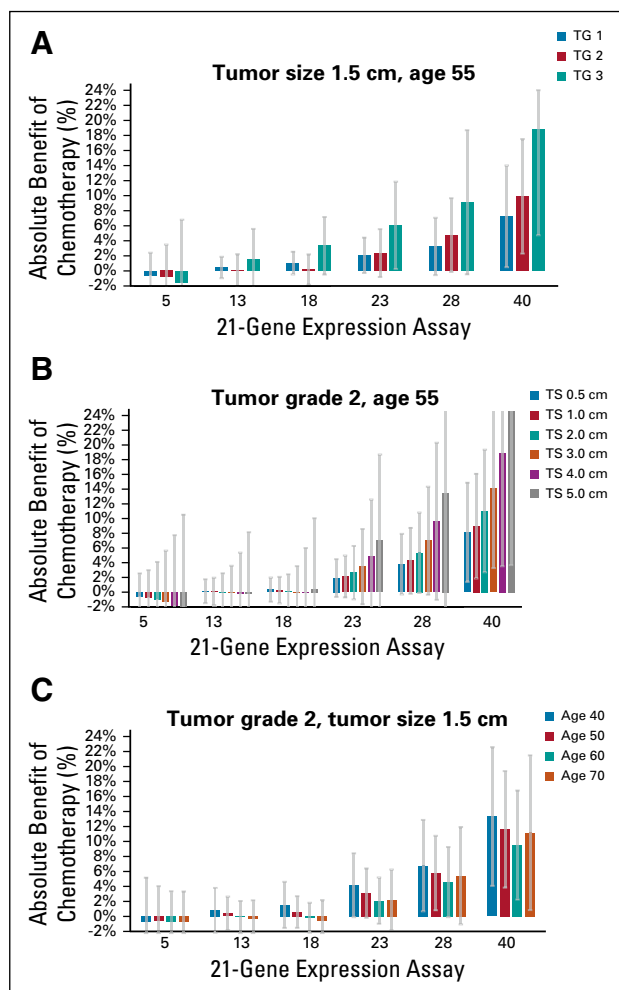 A
TG 1
TG 2
TG 3
Tumor size 1.5 cm, age 55
Absolute Benefit of
Chemotherapy (%)
24%
22%
20%
18%
16%
14%
12%
10%
8%
6%
4%
2%
0%
-2%
5 13 18 23 28 40
21-Gene Expression Assay
B
Tumor grade 2, age 55
TS 0.5 cm
TS 1.0 cm
TS 2.0 cm
TS 3.0 cm
TS 4.0 cm
TS 5.0 cm
Absolute Benefit of
Chemotherapy (%)
24%
22%
20%
18%
16%
14%
12%
10%
8%
6%
4%
2%
0%
-2%
5 13 18 23 28 40
21-Gene Expression Assay
C
Tumor grade 2, tumor size 1.5 cm
Age 40
Age 50
Age 60
Age 70
Absolute Benefit of
Chemotherapy (%)
24%
22%
20%
18%
16%
14%
12%
10%
8%
6%
4%
2%
0%
-2%
5 13 18 23 28 40
21-Gene Expression Assay